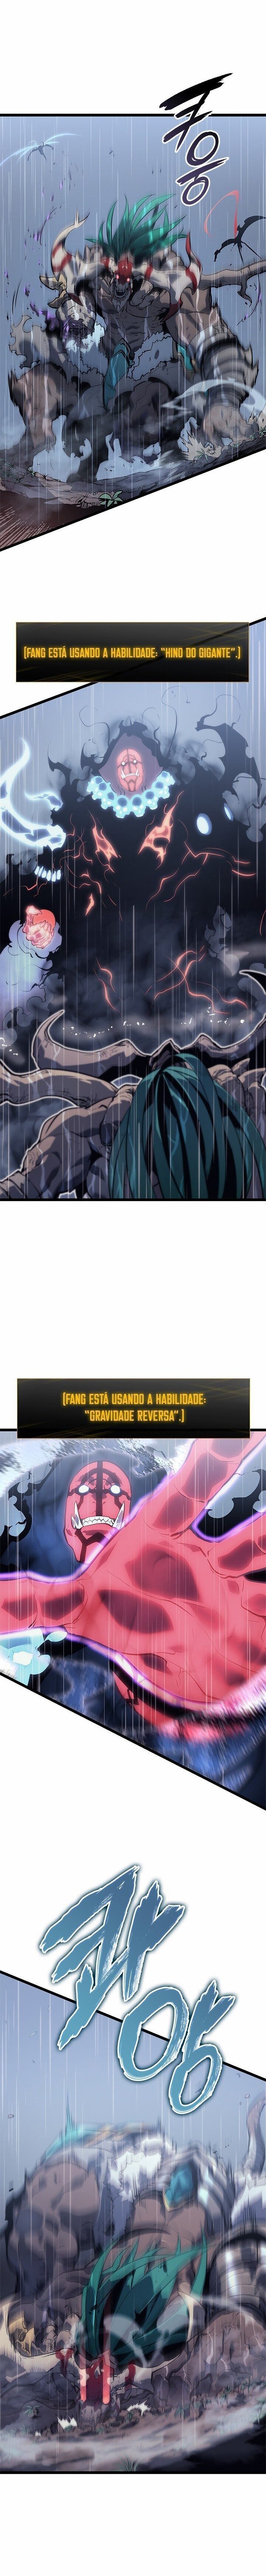 쿠웅
[FANG ESTÁ USANDO A HABILIDADE: "HINO DO GIGANTE".]
[FANG ESTÁ USANDO A HABILIDADE:
"GRAVIDADE REVERSA".]
콰앙